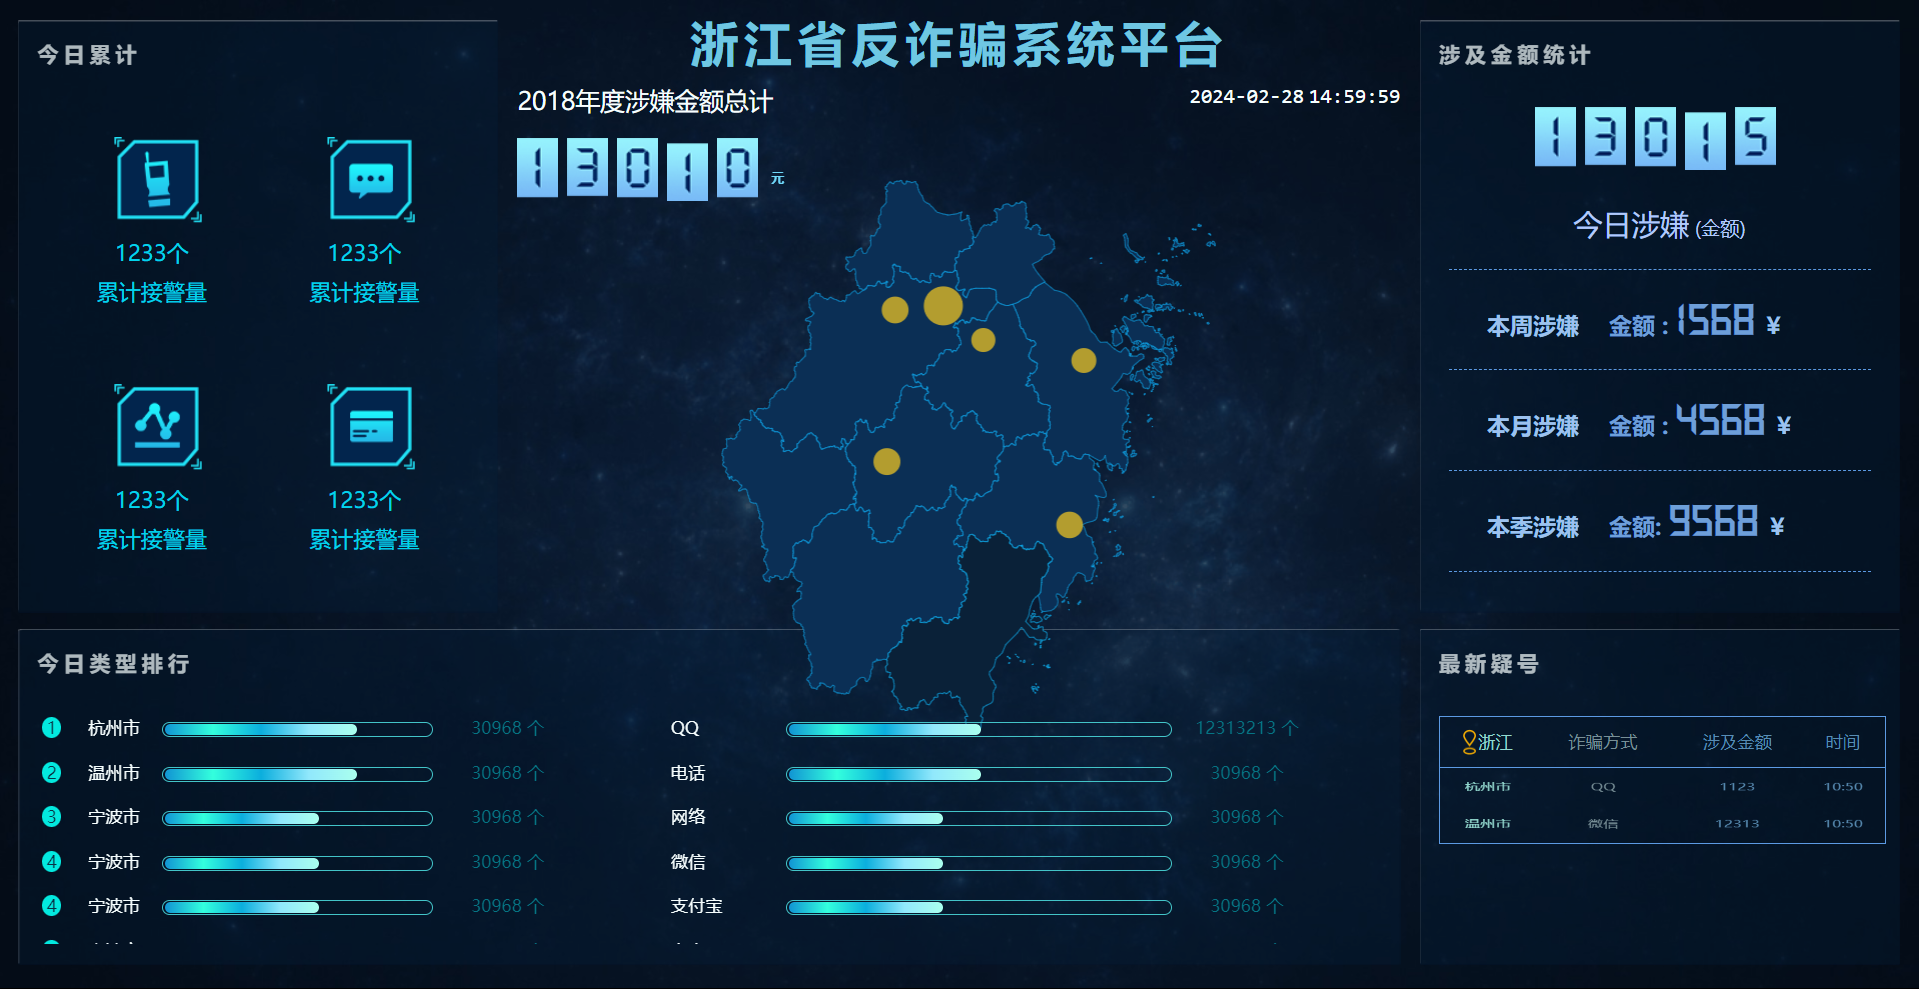 浙江省反诈骗系统平台
今日累计
1233个
累计接警量
1233个
累计接警量
1233个
累计接警量
1233个
累计接警量
2018年度涉嫌金额总计
2024-02-28 14:59:59
13010 元
涉及金额统计
13015
今日涉嫌 (金额)
本周涉嫌 金额 : 1568 ¥
本月涉嫌 金额 : 4568 ¥
本季涉嫌 金额: 9568 ¥
今日类型排行
1 杭州市 30968 个
2 温州市 30968 个
3 宁波市 30968 个
4 宁波市 30968 个
4 宁波市 30968 个
QQ 12313213 个
电话 30968 个
网络 30968 个
微信 30968 个
支付宝 30968 个
最新疑号
浙江 诈骗方式 涉及金额 时间
杭州市 QQ 1123 10:50
温州市 微信 12313 10:50